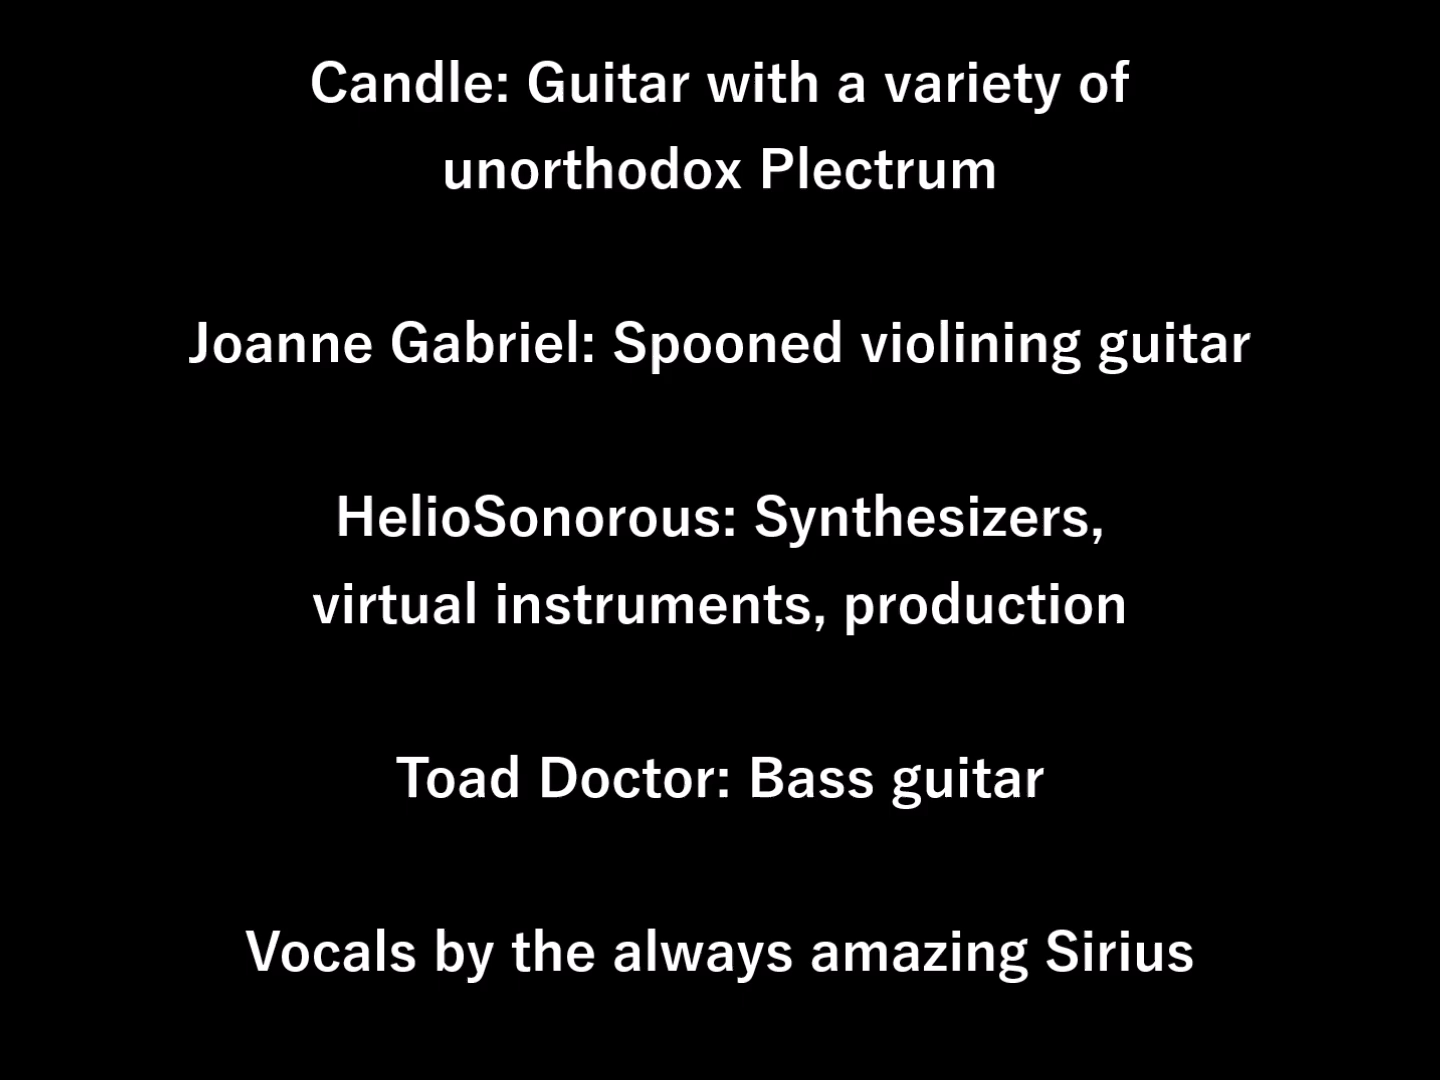 Candle: Guitar with a variety of
unorthodox Plectrum
Joanne Gabriel: Spooned violining guitar
HelioSonorous: Synthesizers,
virtual instruments, production
Toad Doctor: Bass guitar
Vocals by the always amazing Sirius